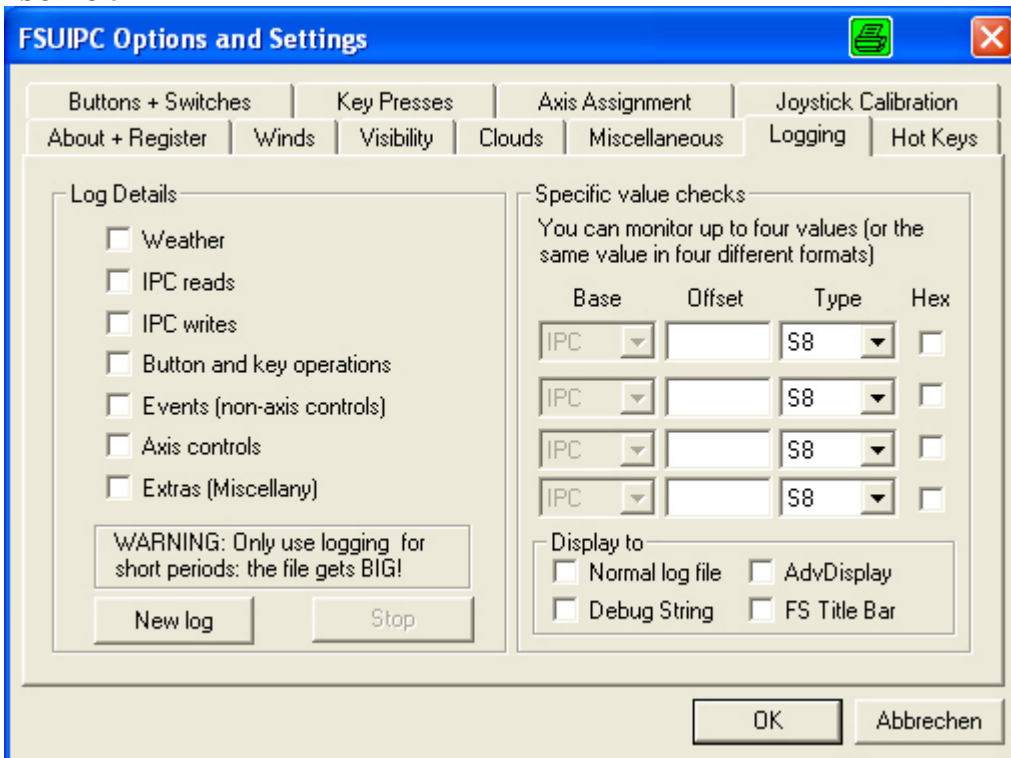 FSUIPC Options and Settings
Buttons + Switches
Key Presses
Axis Assignment
Joystick Calibration
About + Register
Winds
Visibility
Clouds
Miscellaneous
Logging
Hot Keys
Log Details
Weather
IPC reads
IPC writes
Button and key operations
Events (non-axis controls)
Axis controls
Extras (Miscellany)
WARNING: Only use logging for
short periods: the file gets BIG!
New log
Stop
Specific value checks
You can monitor up to four values (or the
same value in four different formats)
Base Offset Type Hex
IPC S8
IPC S8
IPC S8
IPC S8
Display to
Normal log file
AdvDisplay
Debug String
FS Title Bar
OK
Abbrechen